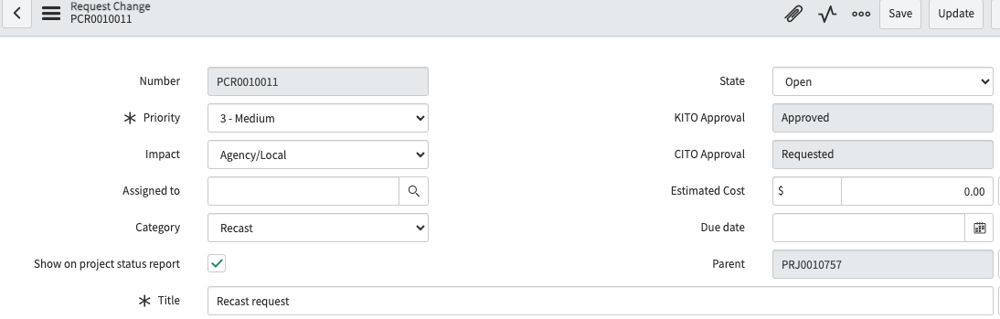 Request Change
PCR0010011
Save
Update
Number
PCR0010011
State
Open
Priority
3 - Medium
KITO Approval
Approved
Impact
Agency/Local
CITO Approval
Requested
Assigned to
Estimated Cost
$
0.00
Category
Recast
Due date
Show on project status report
Parent
PRJ0010757
Title
Recast request